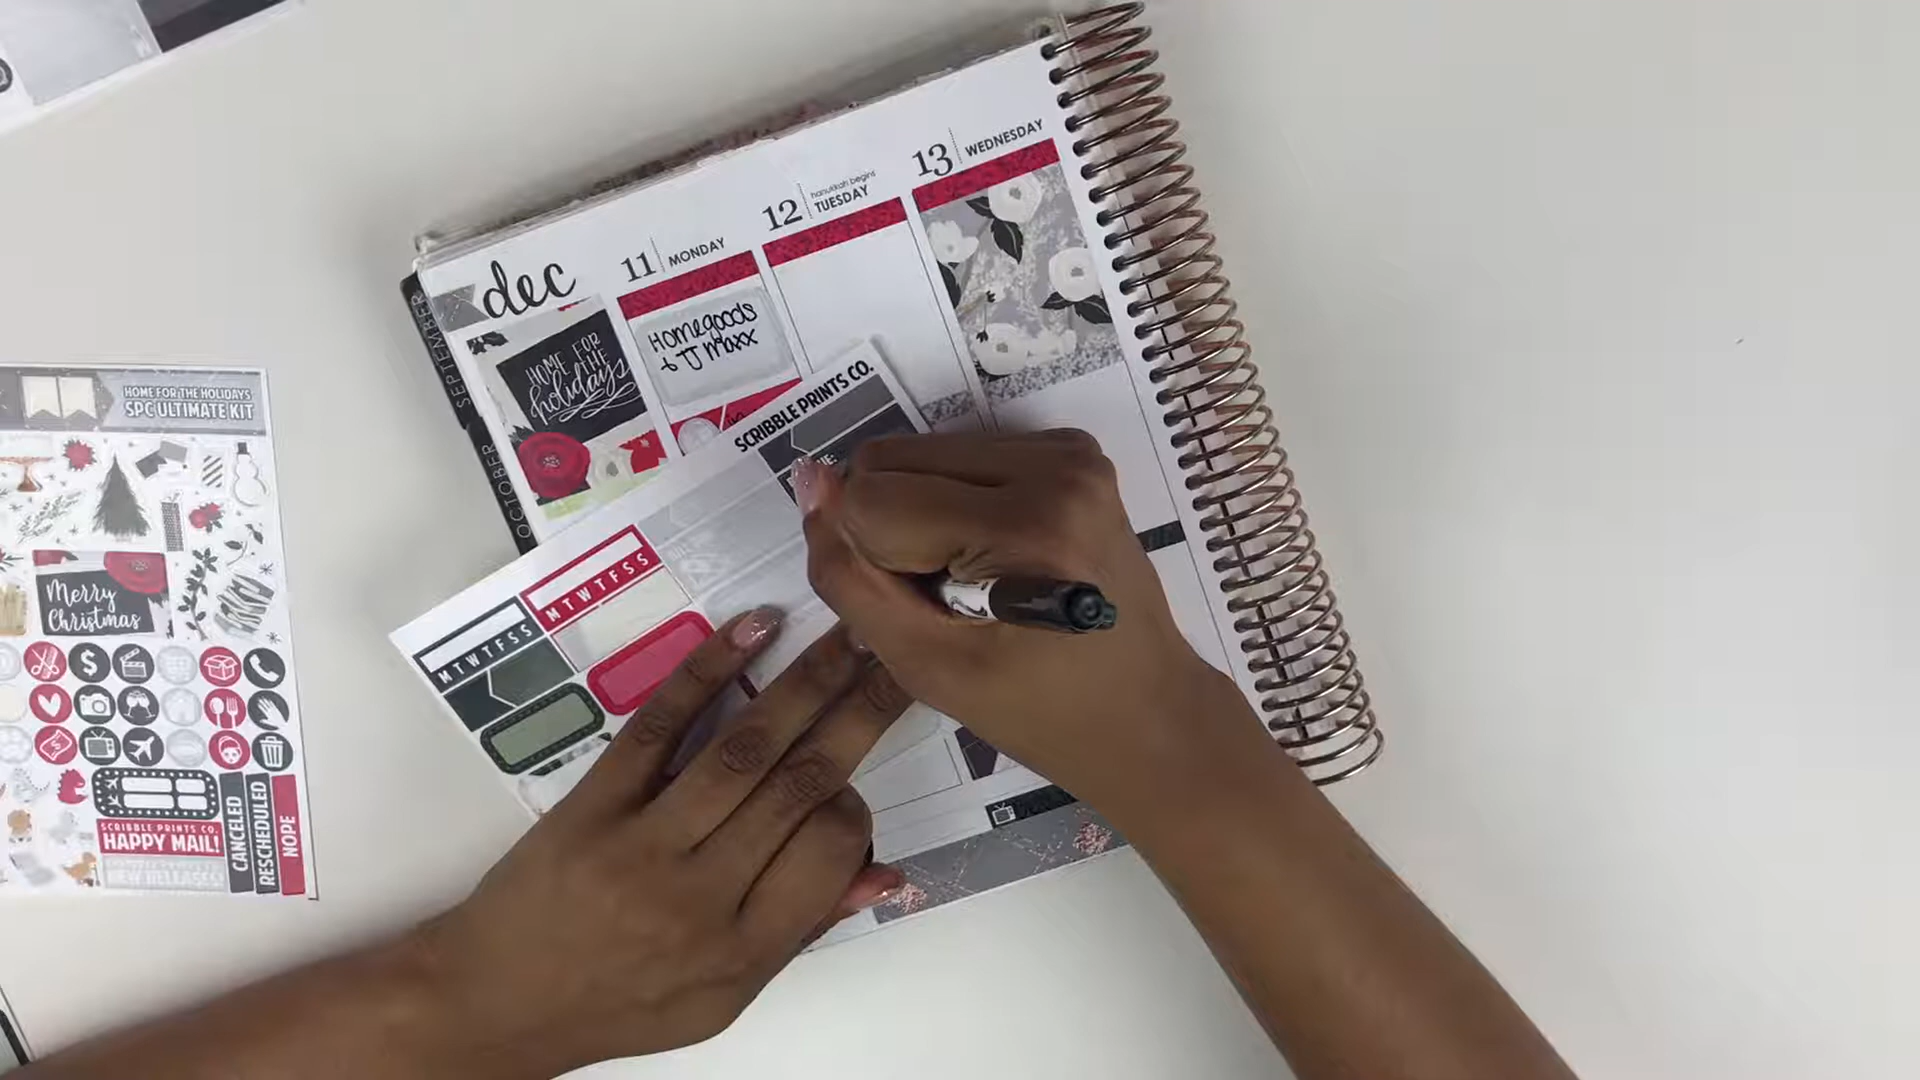 dec
11 MONDAY
12 hanukkah begins
TUESDAY
13 WEDNESDAY
SEPTEMBER
OCTOBER
HOME FOR
THE
holidays
Homegoods
+ TJ maxx
SCRIBBLE PRINTS CO.
M T W T F S S
M T W T F S S
HOME FOR THE HOLIDAYS
SPC ULTIMATE KIT
Merry
Christmas
SCRIBBLE PRINTS CO.
HAPPY MAIL!
NEW RELEASES!
CANCELED
RESCHEDULED
NOPE